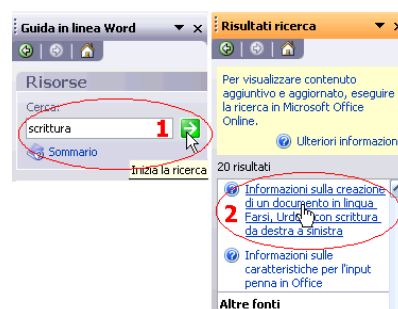 Guida in linea Word
Risorse
Cerca:
scrittura
1
Sommario
Inizia la ricerca
Risultati ricerca
Per visualizzare contenuto
aggiuntivo e aggiornato, eseguire
la ricerca in Microsoft Office
Online.
Ulteriori informazion
20 risultati
Informazioni sulla creazione
di un documento in lingua
Farsi, Urdu con scrittura
da destra a sinistra
2
Informazioni sulle
caratteristiche per l'input
penna in Office
Altre fonti